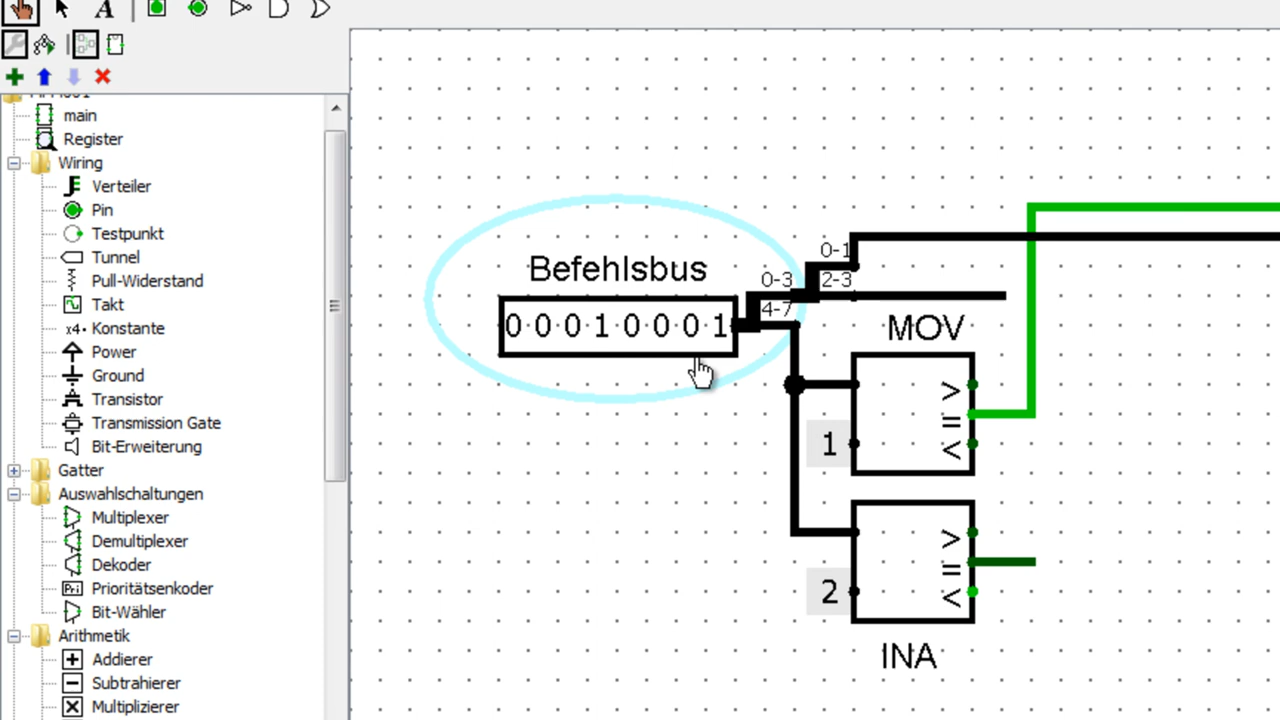 A
main
Register
Wiring
Verteiler
Pin
Testpunkt
Tunnel
Pull-Widerstand
Takt
x4• Konstante
Power
Ground
Transistor
Transmission Gate
Bit-Erweiterung
Gatter
Auswahlschaltungen
Multiplexer
Demultiplexer
Dekoder
Pri Prioritätsenkoder
Bit-Wähler
Arithmetik
Addierer
Subtrahierer
Multiplizierer
Befehlsbus
0 0 0 1 0 0 0 1
0-3
4-7
0-1
2-3
MOV
>
=
<
1
>
=
<
2
INA